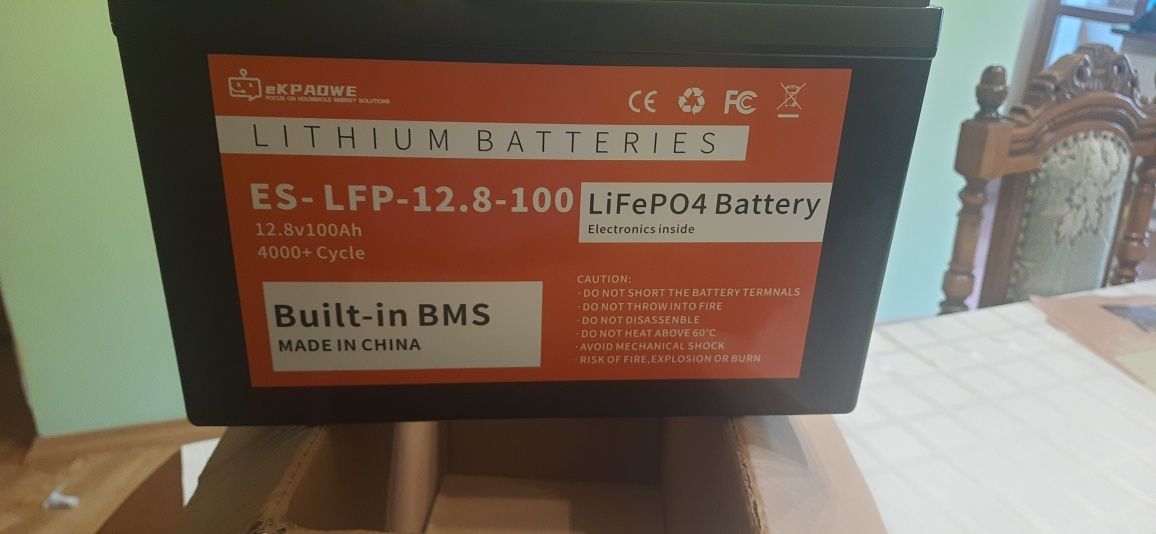 eKPAOWE
FOCUS ON HOUSEHOLD ENERGY SOLUTIONS
CE FC
LITHIUM BATTERIES
ES- LFP-12.8-100
12.8v100Ah
4000+ Cycle
LiFePO4 Battery
Electronics inside
Built-in BMS
MADE IN CHINA
CAUTION:
·DO NOT SHORT THE BATTERY TERMNALS
·DO NOT THROW INTO FIRE
·DO NOT DISASSENBLE
·DO NOT HEAT ABOVE 60℃
·AVOID MECHANICAL SHOCK
·RISK OF FIRE,EXPLOSION OR BURN